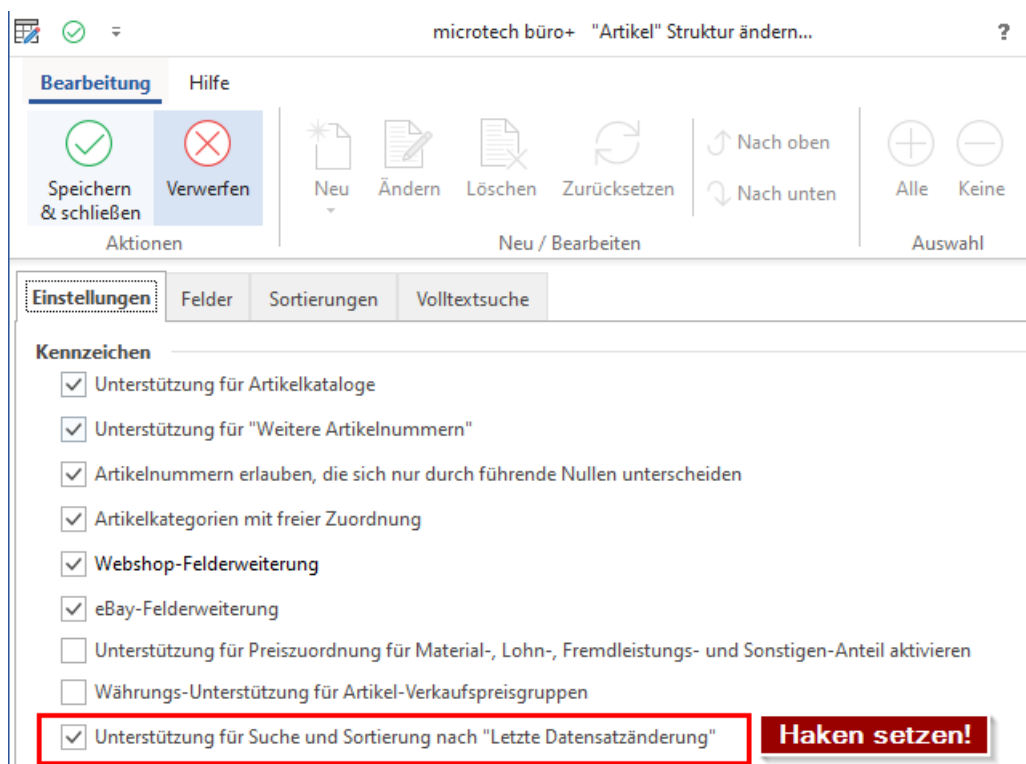 microtech büro+ "Artikel" Struktur ändern...
?
Bearbeitung Hilfe
Speichern & schließen
Verwerfen
Neu
Ändern
Löschen
Zurücksetzen
Nach oben
Nach unten
Alle
Keine
Aktionen
Neu / Bearbeiten
Auswahl
Einstellungen Felder Sortierungen Volltextsuche
Kennzeichen
Unterstützung für Artikelkataloge
Unterstützung für "Weitere Artikelnummern"
Artikelnummern erlauben, die sich nur durch führende Nullen unterscheiden
Artikelkategorien mit freier Zuordnung
Webshop-Felderweiterung
eBay-Felderweiterung
Unterstützung für Preiszuordnung für Material-, Lohn-, Fremdleistungs- und Sonstigen-Anteil aktivieren
Währungs-Unterstützung für Artikel-Verkaufspreisgruppen
Unterstützung für Suche und Sortierung nach "Letzte Datensatzänderung"
Haken setzen!